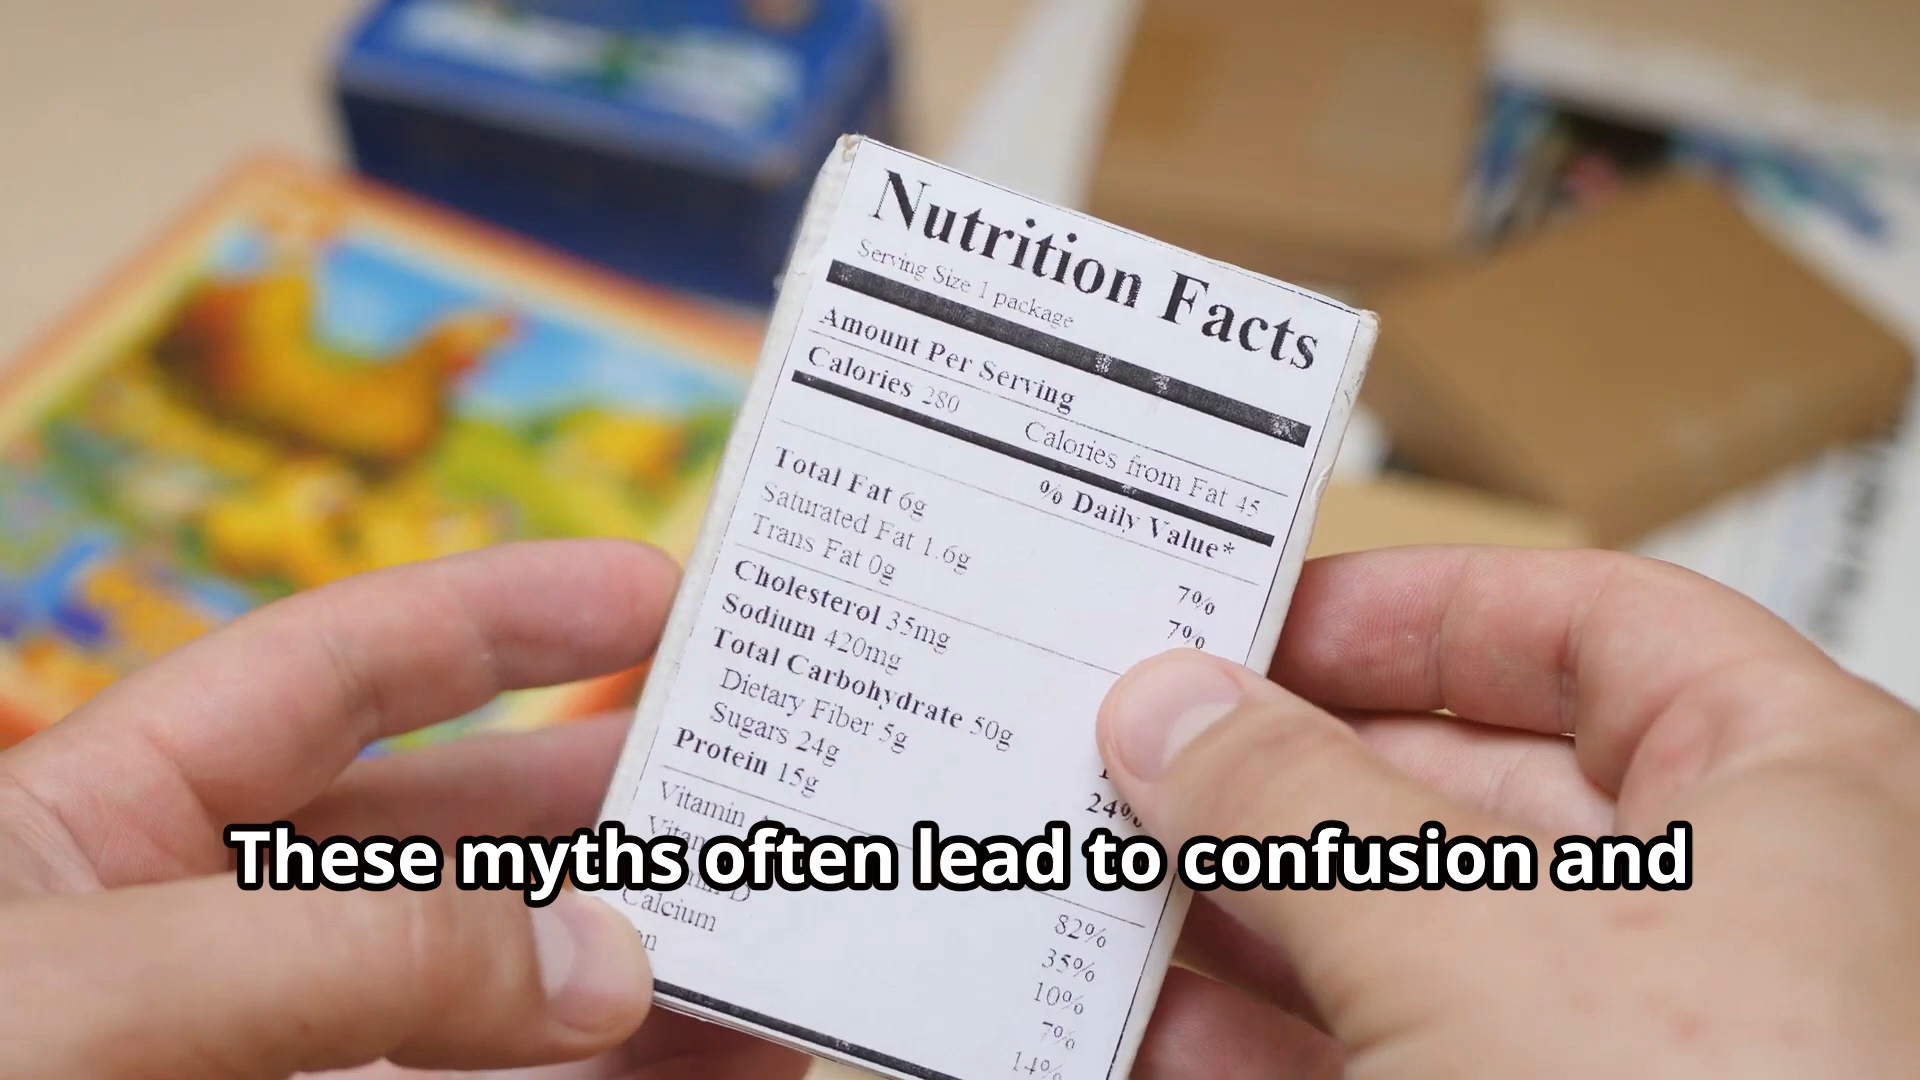 Nutrition Facts
Serving Size 1 package
Amount Per Serving
Calories 280
Calories from Fat 45
% Daily Value*
Total Fat 6g
7%
Saturated Fat 1.6g
7%
Trans Fat 0g
Cholesterol 35mg
Sodium 420mg
Total Carbohydrate 50g
Dietary Fiber 5g
24%
Sugars 24g
Protein 15g
Vitamin
82%
35%
D
10%
Calcium
7%
14%
These myths often lead to confusion and